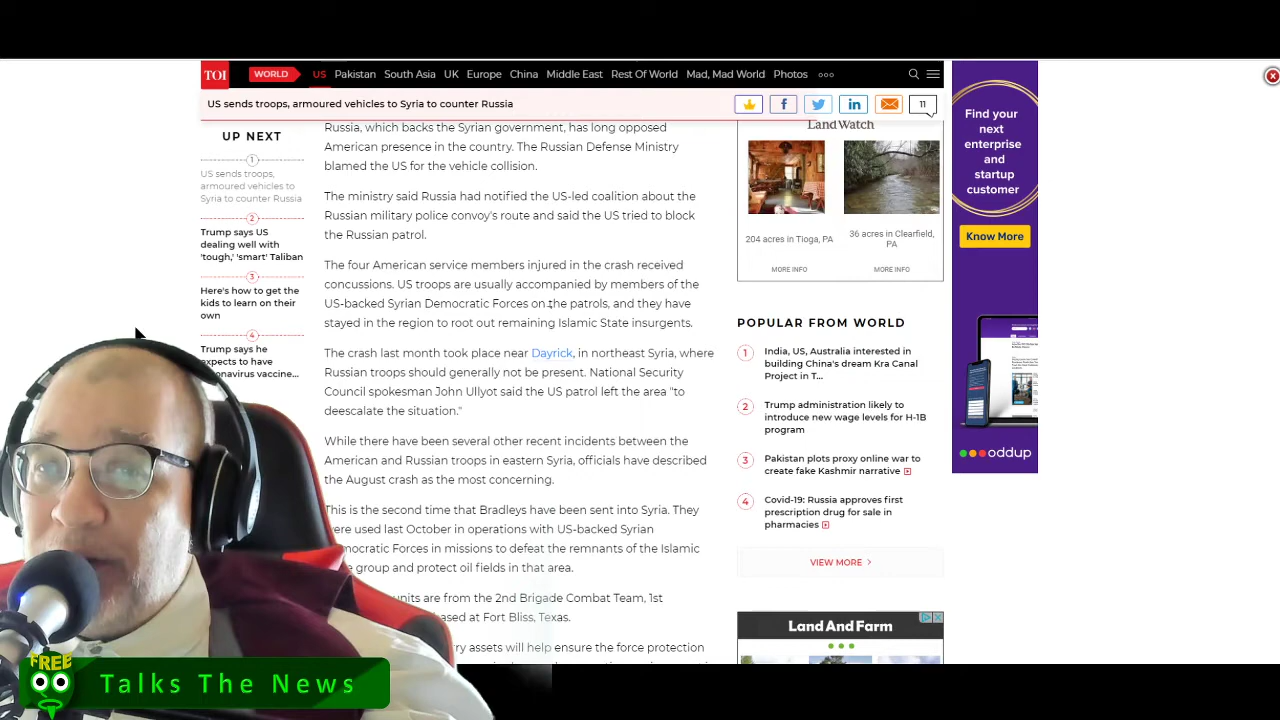 TOI WORLD US Pakistan South Asia UK Europe China Middle East Rest Of World Mad, Mad World Photos
US sends troops, armoured vehicles to Syria to counter Russia
11
UP NEXT
1
US sends troops,
armoured vehicles to
Syria to counter Russia
2
Trump says US
dealing well with
'tough,' 'smart' Taliban
3
Here's how to get the
kids to learn on their
own
4
Trump says he
expects to have
vaccine...
Russia, which backs the Syrian government, has long opposed
American presence in the country. The Russian Defense Ministry
blamed the US for the vehicle collision.
The ministry said Russia had notified the US-led coalition about the
Russian military police convoy's route and said the US tried to block
the Russian patrol.
The four American service members injured in the crash received
concussions. US troops are usually accompanied by members of the
US-backed Syrian Democratic Forces on the patrols, and they have
stayed in the region to root out remaining Islamic State insurgents.
The crash last month took place near Dayrick, in northeast Syria, where
Russian troops should generally not be present. National Security
Council spokesman John Ullyot said the US patrol left the area "to
deescalate the situation."
While there have been several other recent incidents between the
American and Russian troops in eastern Syria, officials have described
the August crash as the most concerning.
This is the second time that Bradleys have been sent into Syria. They
were used last October in operations with US-backed Syrian
Democratic Forces in missions to defeat the remnants of the Islamic
group and protect oil fields in that area.
units are from the 2nd Brigade Combat Team, 1st
based at Fort Bliss, Texas.
assets will help ensure the force protection
LandWatch
204 acres in Tioga, PA
MORE INFO
36 acres in Clearfield,
PA
MORE INFO
POPULAR FROM WORLD
1
India, US, Australia interested in
building China's dream Kra Canal
Project in T...
2
Trump administration likely to
introduce new wage levels for H-1B
program
3
Pakistan plots proxy online war to
create fake Kashmir narrative
4
Covid-19: Russia approves first
prescription drug for sale in
pharmacies
VIEW MORE
Land And Farm
Find your
next
enterprise
and
startup
customer
Know More
oddup
FREE
Talks The News